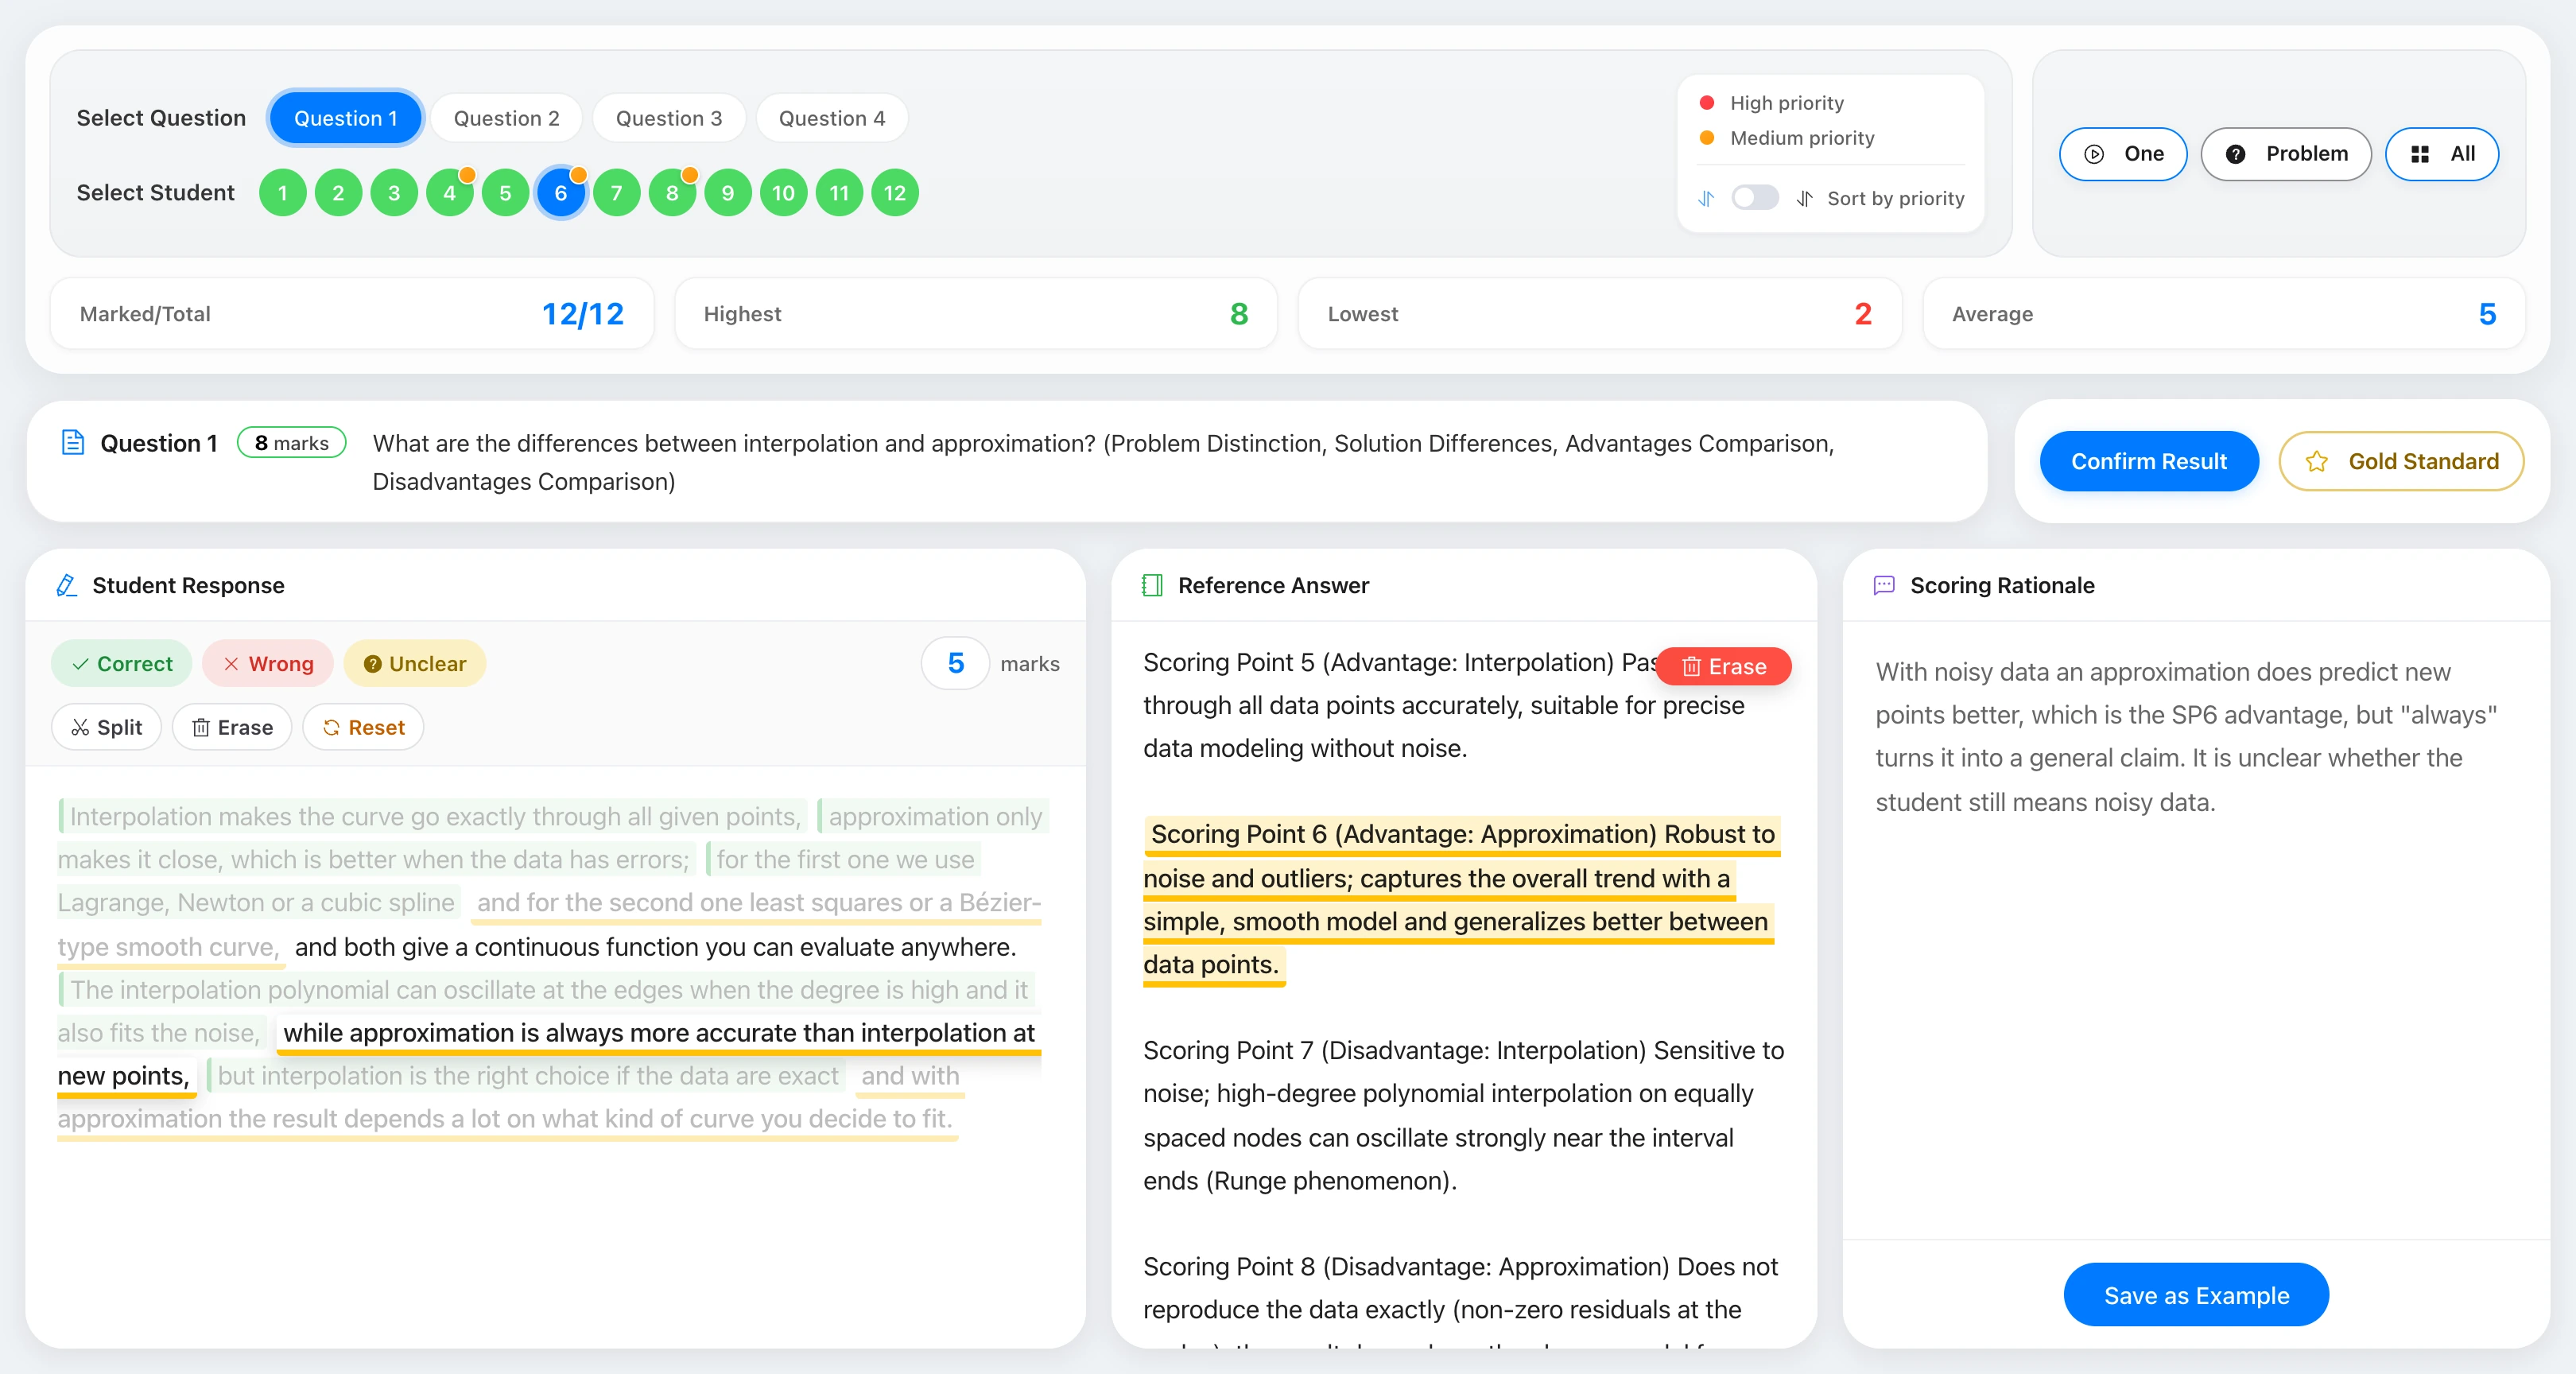 Select Question Question 1 Question 2 Question 3 Question 4
Select Student 1 2 3 4 5 6 7 8 9 10 11 12
High priority
Medium priority
Sort by priority
One Problem All
Marked/Total 12/12 Highest 8 Lowest 2 Average 5
Question 1 8 marks What are the differences between interpolation and approximation? (Problem Distinction, Solution Differences, Advantages Comparison,
Disadvantages Comparison)
Confirm Result Gold Standard
Student Response
Correct Wrong Unclear 5 marks
Split Erase Reset
Interpolation makes the curve go exactly through all given points, approximation only
makes it close, which is better when the data has errors; for the first one we use
Lagrange, Newton or a cubic spline and for the second one least squares or a Bézier-
type smooth curve, and both give a continuous function you can evaluate anywhere.
The interpolation polynomial can oscillate at the edges when the degree is high and it
also fits the noise, while approximation is always more accurate than interpolation at
new points, but interpolation is the right choice if the data are exact and with
approximation the result depends a lot on what kind of curve you decide to fit.
Reference Answer
Scoring Point 5 (Advantage: Interpolation) Erase
through all data points accurately, suitable for precise
data modeling without noise.
Scoring Point 6 (Advantage: Approximation) Robust to
noise and outliers; captures the overall trend with a
simple, smooth model and generalizes better between
data points.
Scoring Point 7 (Disadvantage: Interpolation) Sensitive to
noise; high-degree polynomial interpolation on equally
spaced nodes can oscillate strongly near the interval
ends (Runge phenomenon).
Scoring Point 8 (Disadvantage: Approximation) Does not
reproduce the data exactly (non-zero residuals at the
Scoring Rationale
With noisy data an approximation does predict new
points better, which is the SP6 advantage, but "always"
turns it into a general claim. It is unclear whether the
student still means noisy data.
Save as Example